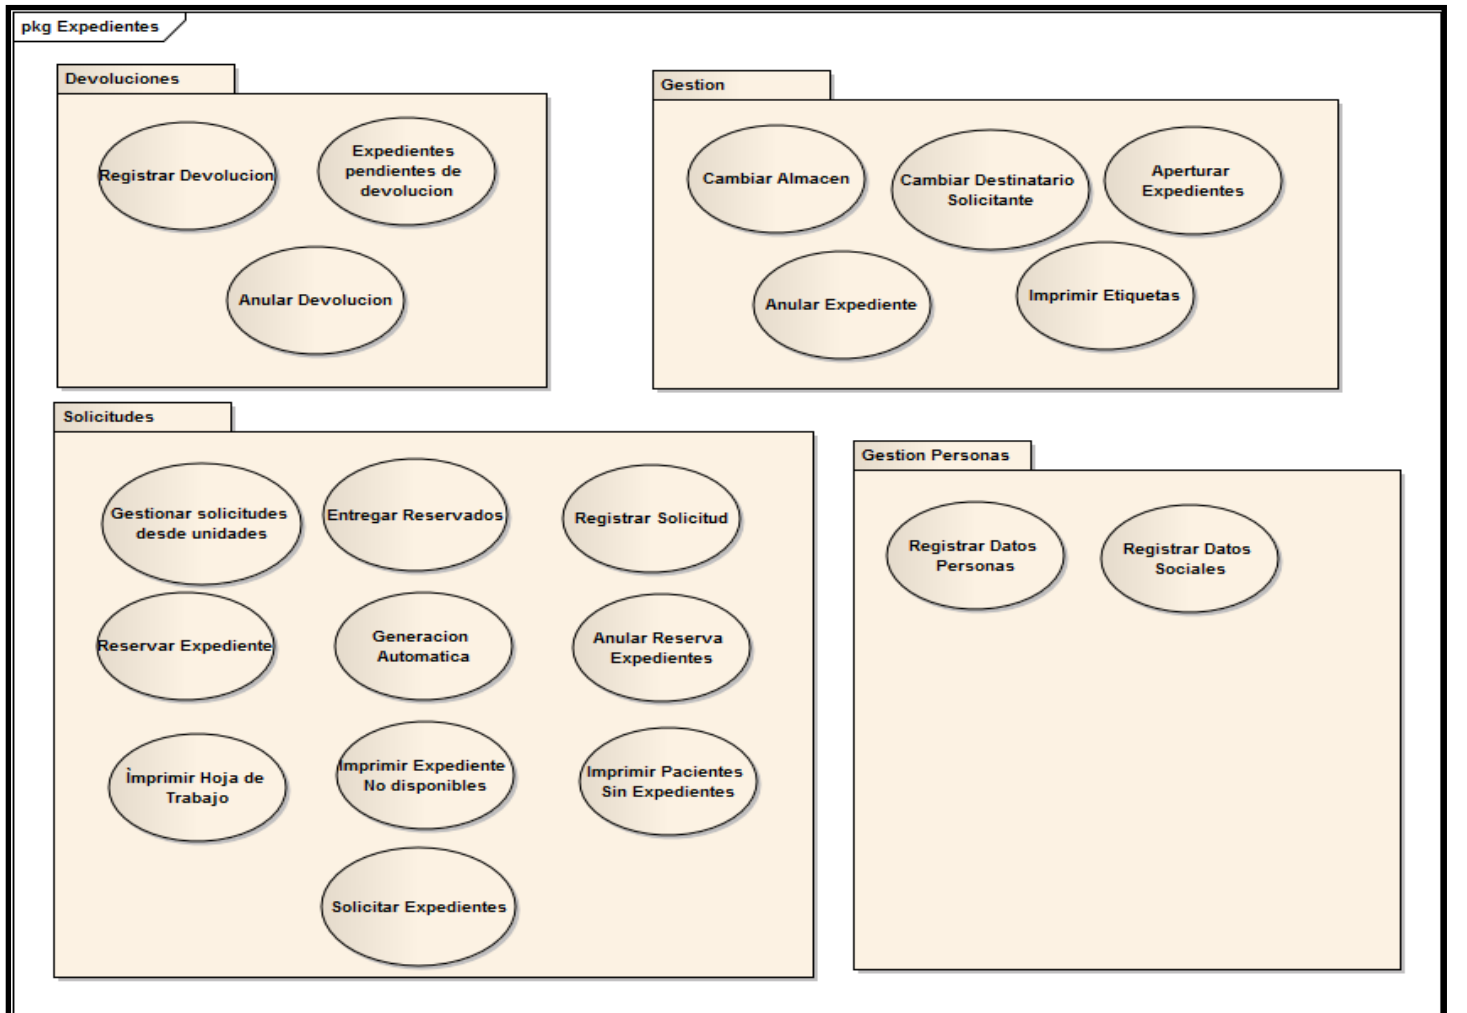 pkg Expedientes
Devoluciones
Registrar Devolucion
Expedientes
pendientes de
devolucion
Anular Devolucion
Gestion
Cambiar Almacen
Cambiar Destinatario
Solicitante
Aperturar
Expedientes
Anular Expediente
Imprimir Etiquetas
Solicitudes
Gestionar solicitudes
desde unidades
Entregar Reservados
Registrar Solicitud
Reservar Expediente
Generacion
Automatica
Anular Reserva
Expedientes
Imprimir Hoja de
Trabajo
Imprimir Expediente
No disponibles
Imprimir Pacientes
Sin Expedientes
Solicitar Expedientes
Gestion Personas
Registrar Datos
Personas
Registrar Datos
Sociales